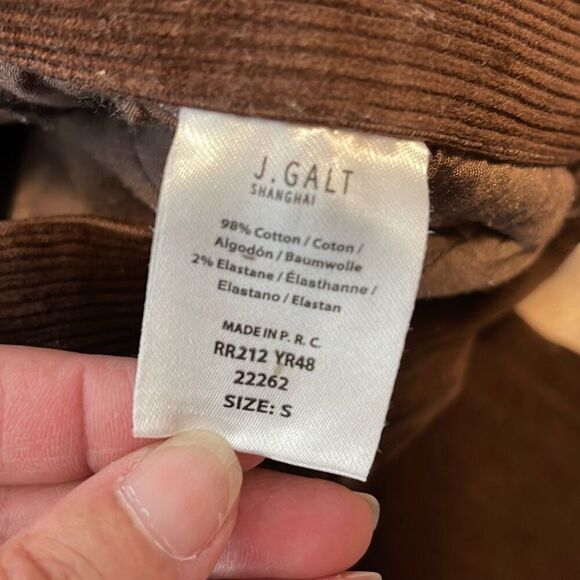 J.GALT
SHANGHAI
98% Cotton / Coton /
Algodón / Baumwolle
2% Elastane / Élasthanne /
Elastano / Elastan
MADE IN P. R. C.
RR212 YR48
22262
SIZE: S